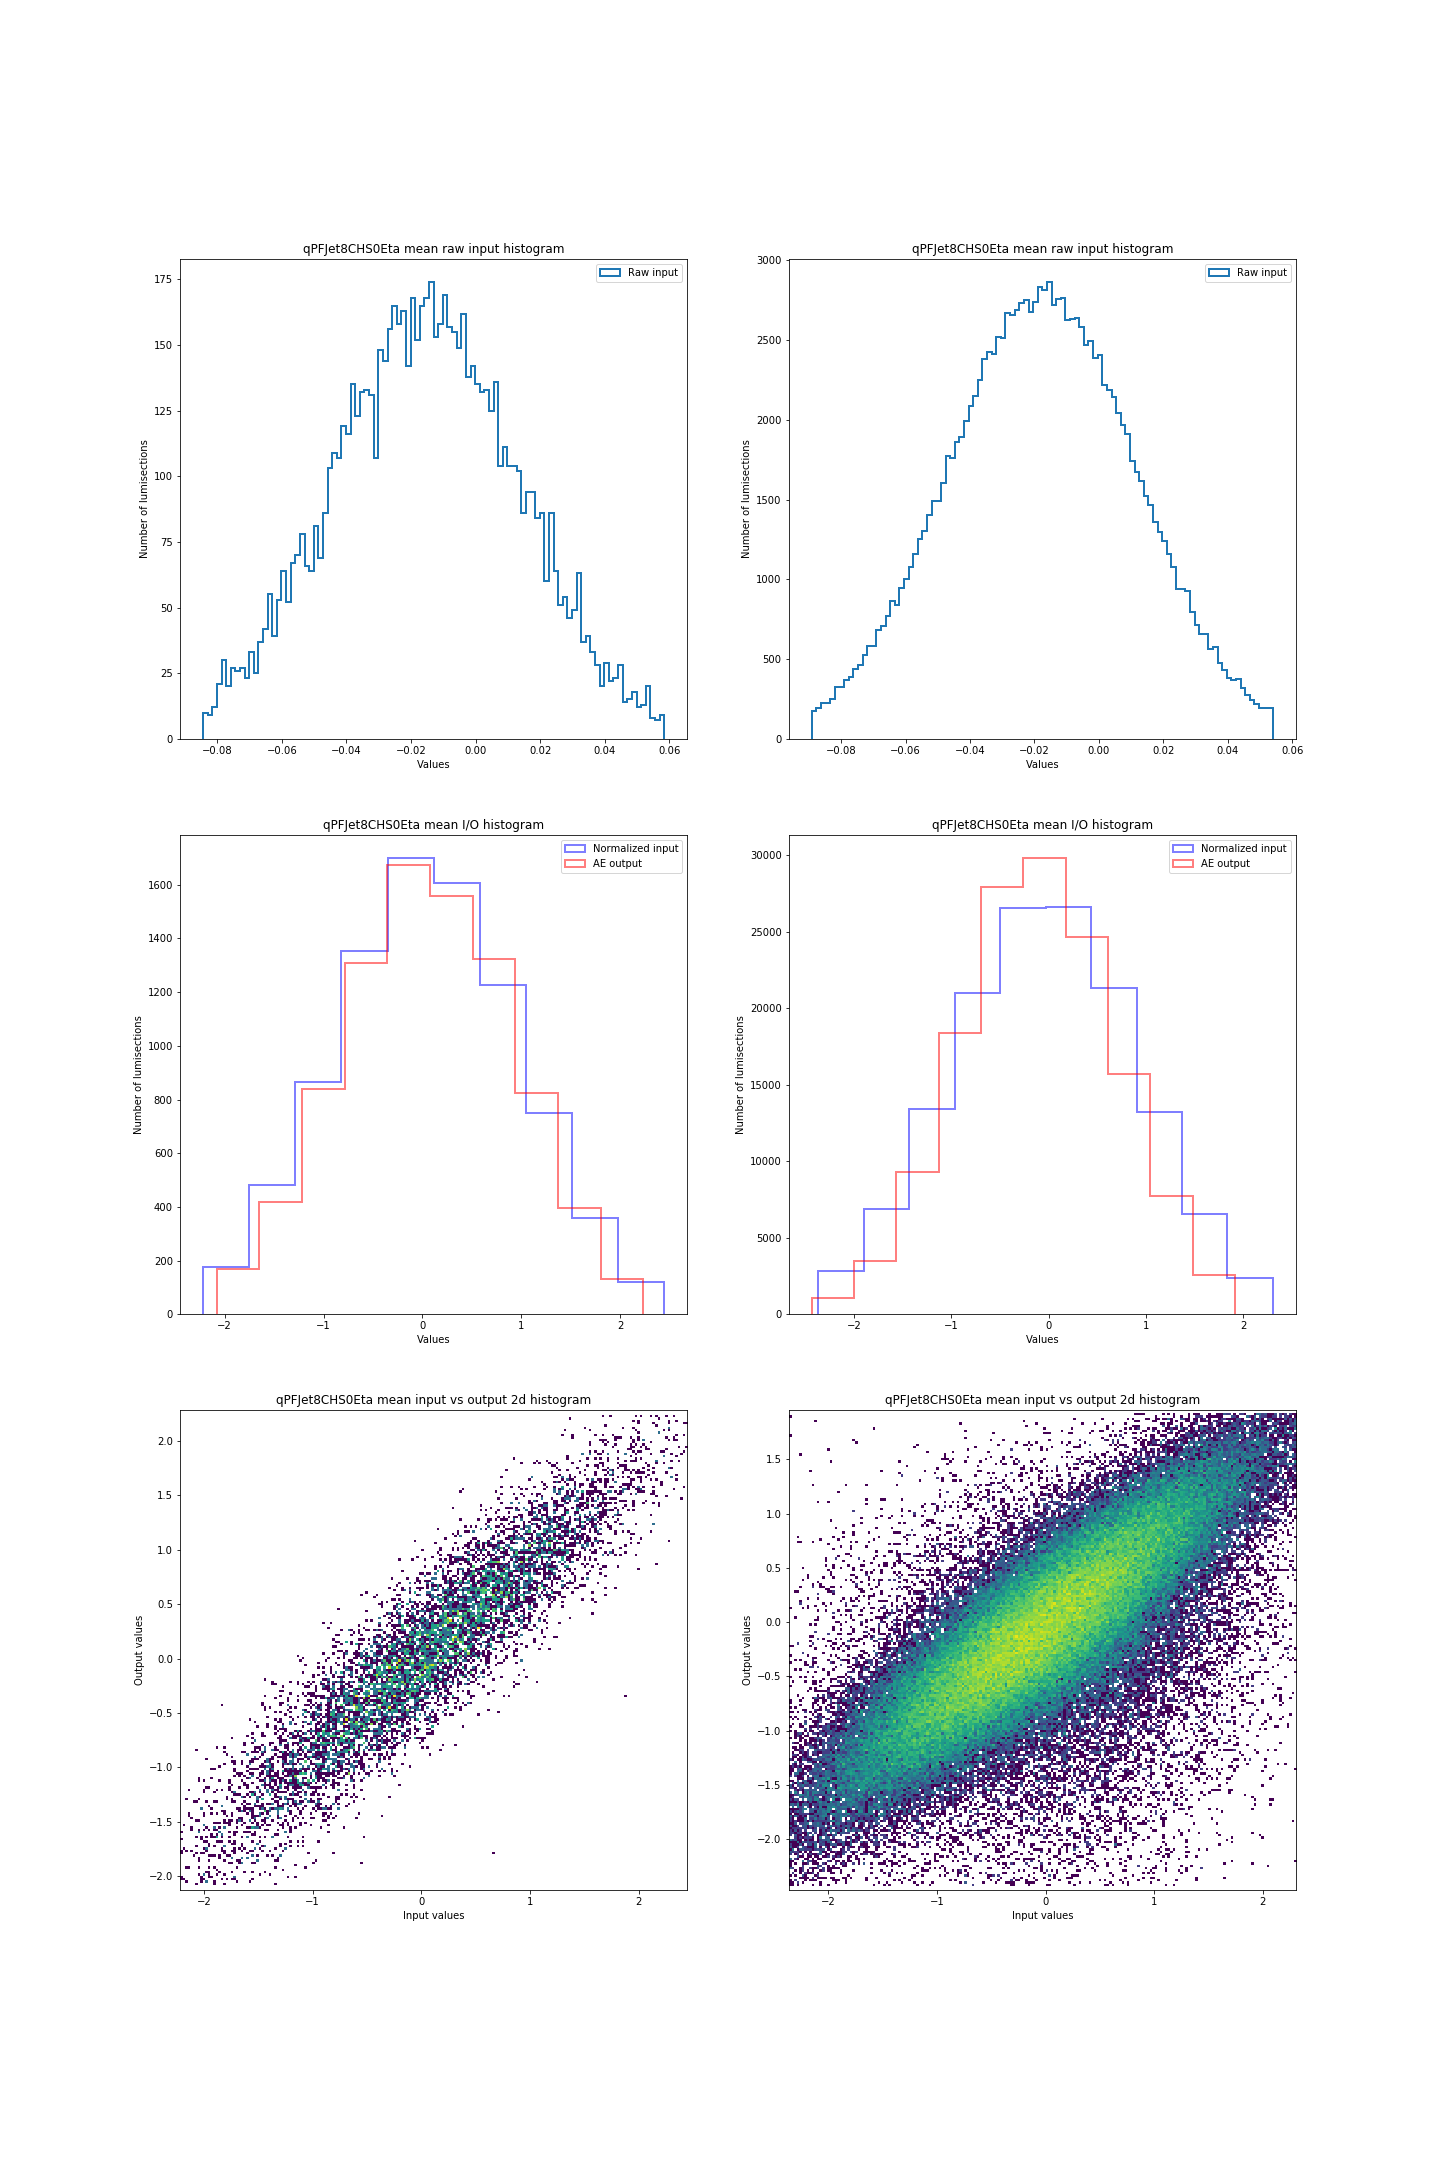 qPFJet8CHS0Eta mean raw input histogram
Raw input
175
150
125
100
75
50
25
0
Number of lumisections
−0.08 −0.06 −0.04 −0.02 0.00 0.02 0.04 0.06
Values
qPFJet8CHS0Eta mean raw input histogram
Raw input
3000
2500
2000
1500
1000
500
0
Number of lumisections
−0.08 −0.06 −0.04 −0.02 0.00 0.02 0.04 0.06
Values
qPFJet8CHS0Eta mean I/O histogram
Normalized input
AE output
1600
1400
1200
1000
800
600
400
200
0
Number of lumisections
−2 −1 0 1 2
Values
qPFJet8CHS0Eta mean I/O histogram
Normalized input
AE output
30000
25000
20000
15000
10000
5000
0
Number of lumisections
−2 −1 0 1 2
Values
qPFJet8CHS0Eta mean input vs output 2d histogram
2.0
1.5
1.0
0.5
0.0
−0.5
−1.0
−1.5
−2.0
Output values
−2 −1 0 1 2
Input values
qPFJet8CHS0Eta mean input vs output 2d histogram
1.5
1.0
0.5
0.0
−0.5
−1.0
−1.5
−2.0
Output values
−2 −1 0 1 2
Input values